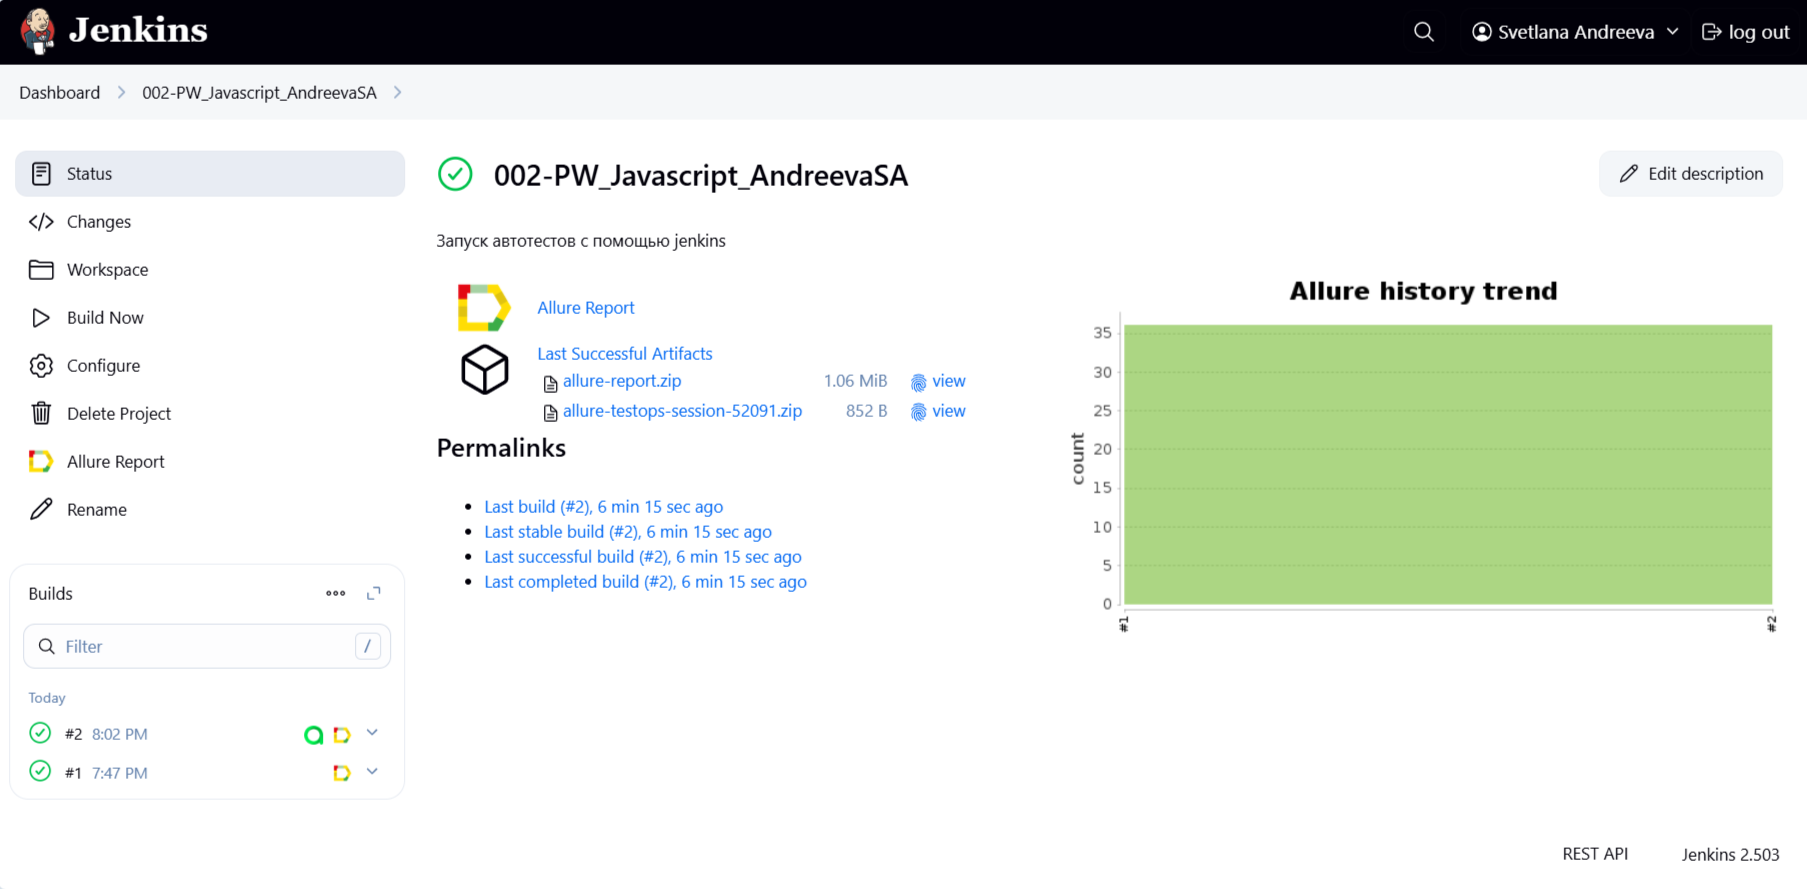 Jenkins
Svetlana Andreeva
log out
Dashboard
002-PW_Javascript_AndreevaSA
Status
Changes
Workspace
Build Now
Configure
Delete Project
Allure Report
Rename
Builds
Filter
/
Today
#2 8:02 PM
#1 7:47 PM
002-PW_Javascript_AndreevaSA
Edit description
Запуск автотестов с помощью jenkins
Allure Report
Last Successful Artifacts
allure-report.zip 1.06 MiB view
allure-testops-session-52091.zip 852 B view
Permalinks
Last build (#2), 6 min 15 sec ago
Last stable build (#2), 6 min 15 sec ago
Last successful build (#2), 6 min 15 sec ago
Last completed build (#2), 6 min 15 sec ago
Allure history trend
count
35
30
25
20
15
10
5
0
#1
#2
REST API
Jenkins 2.503